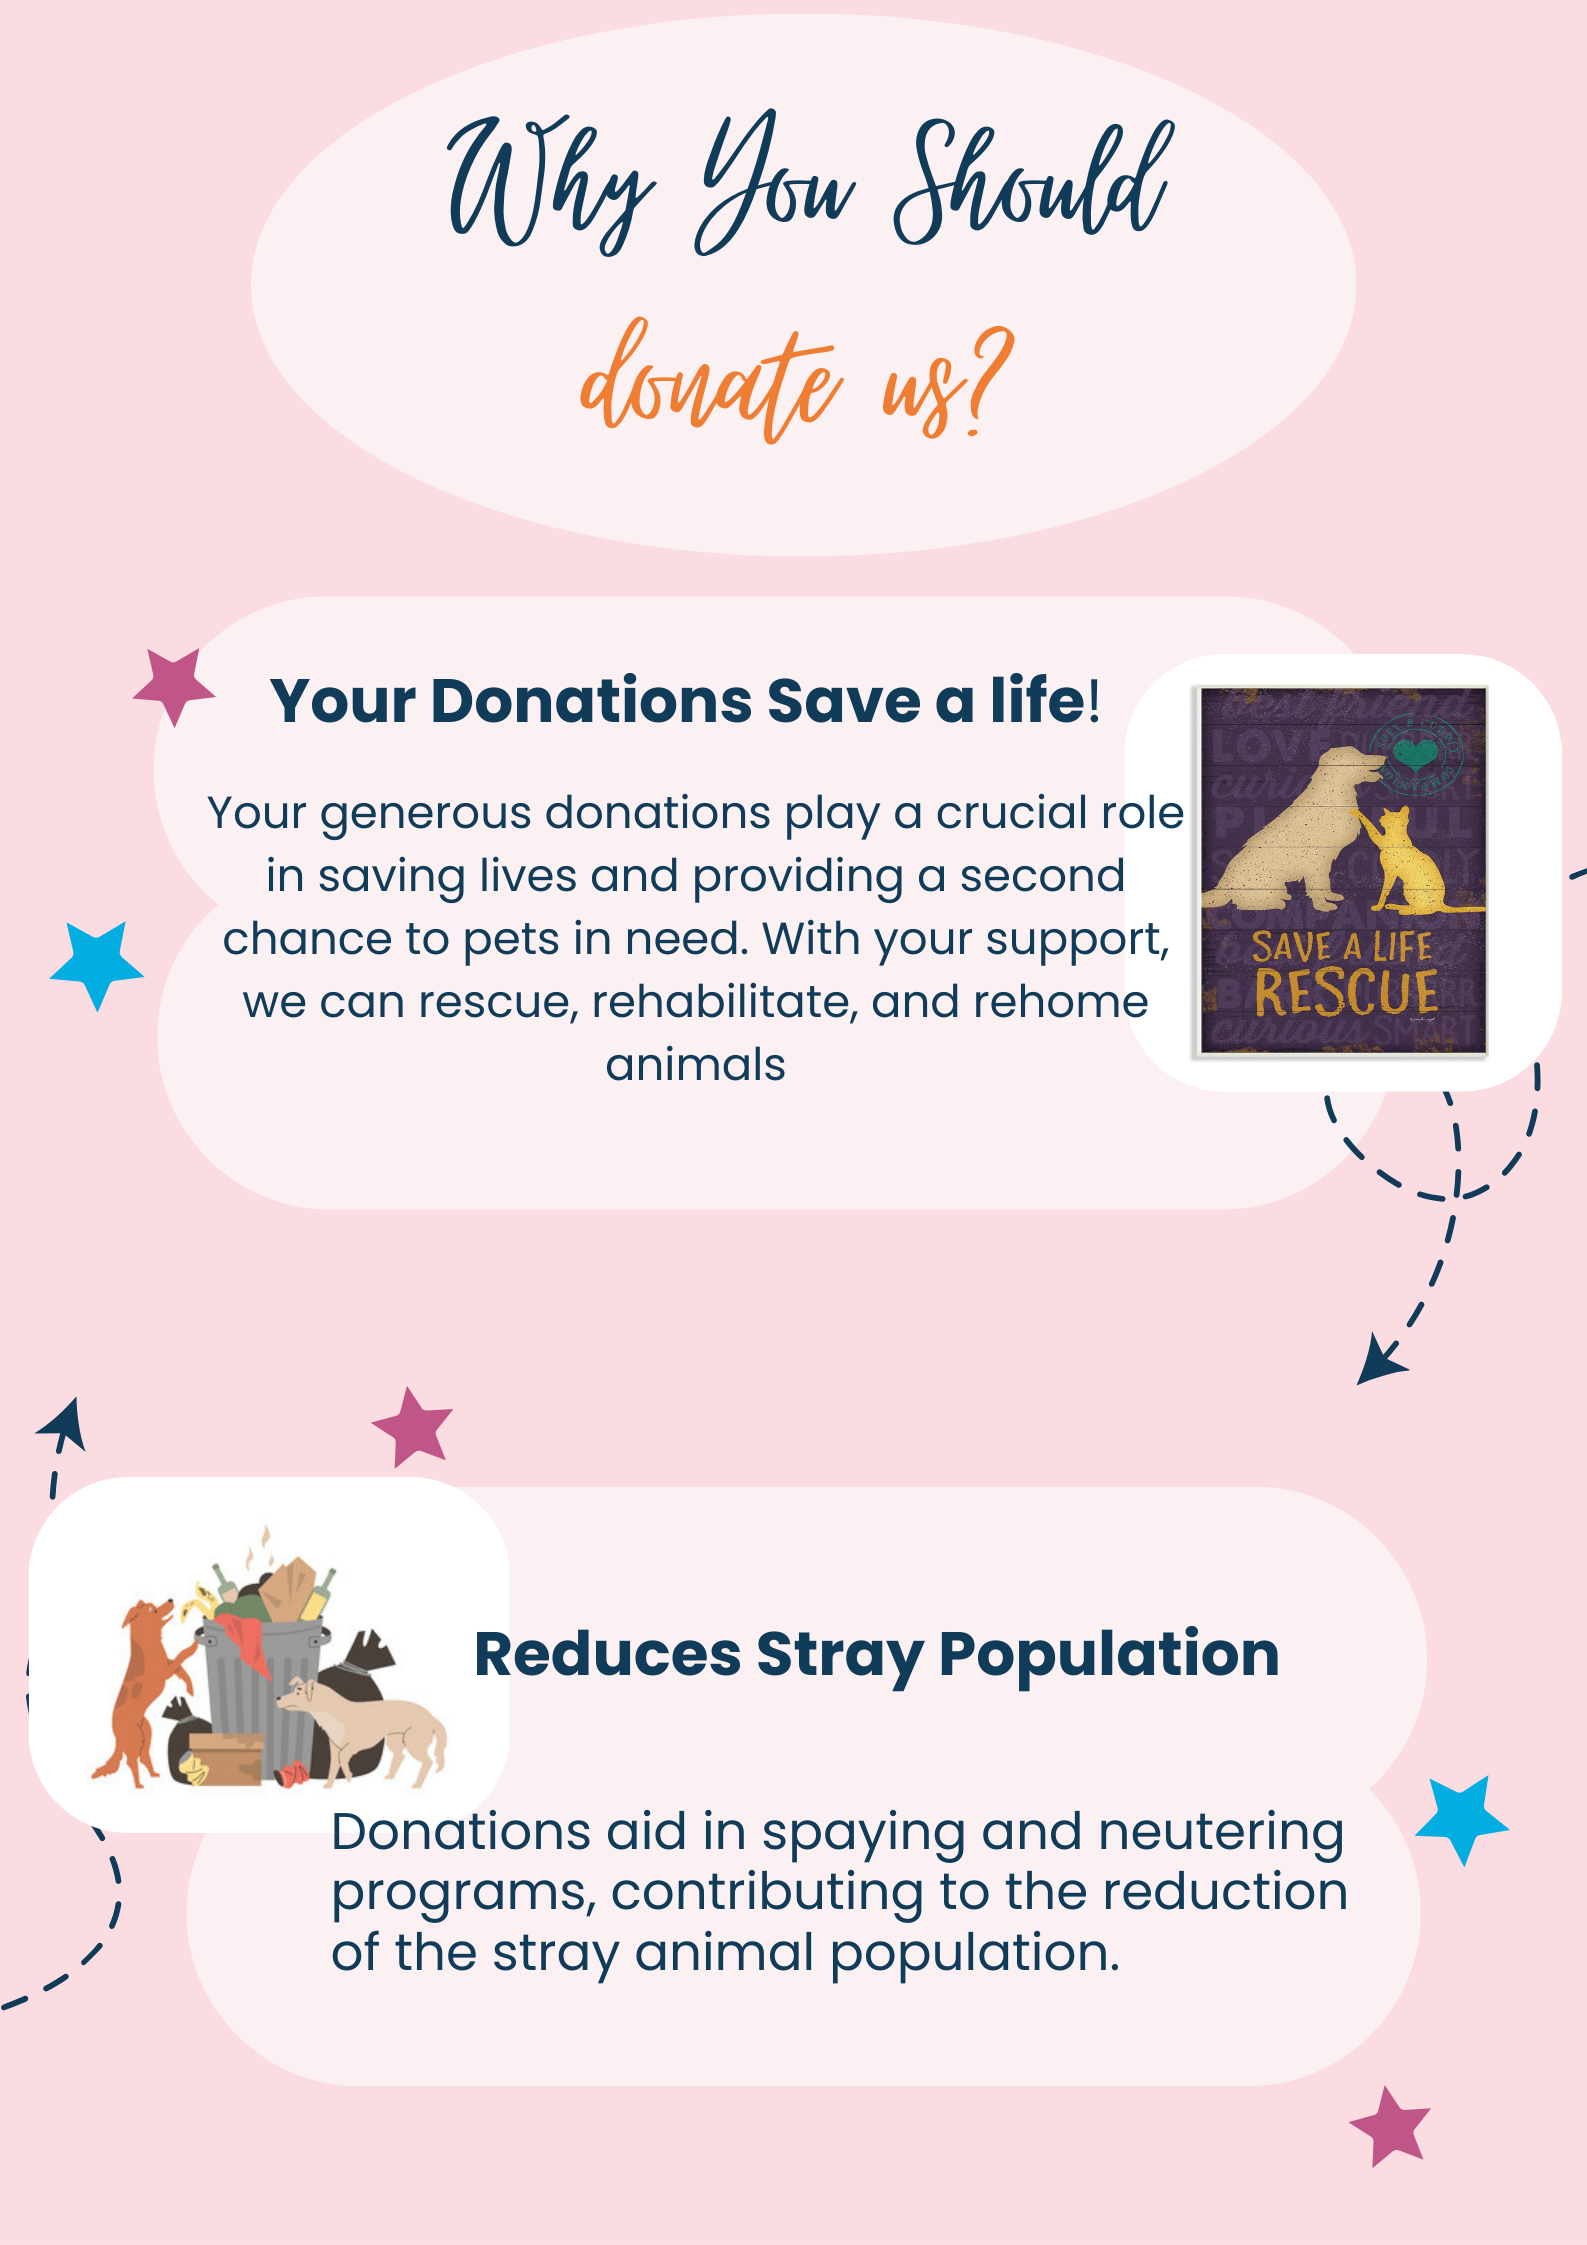 Why You Should
donate us?
Your Donations Save a life!
Your generous donations play a crucial role
in saving lives and providing a second
chance to pets in need. With your support,
we can rescue, rehabilitate, and rehome
animals
SAVE A LIFE
RESCUE
Reduces Stray Population
Donations aid in spaying and neutering
programs, contributing to the reduction
of the stray animal population.